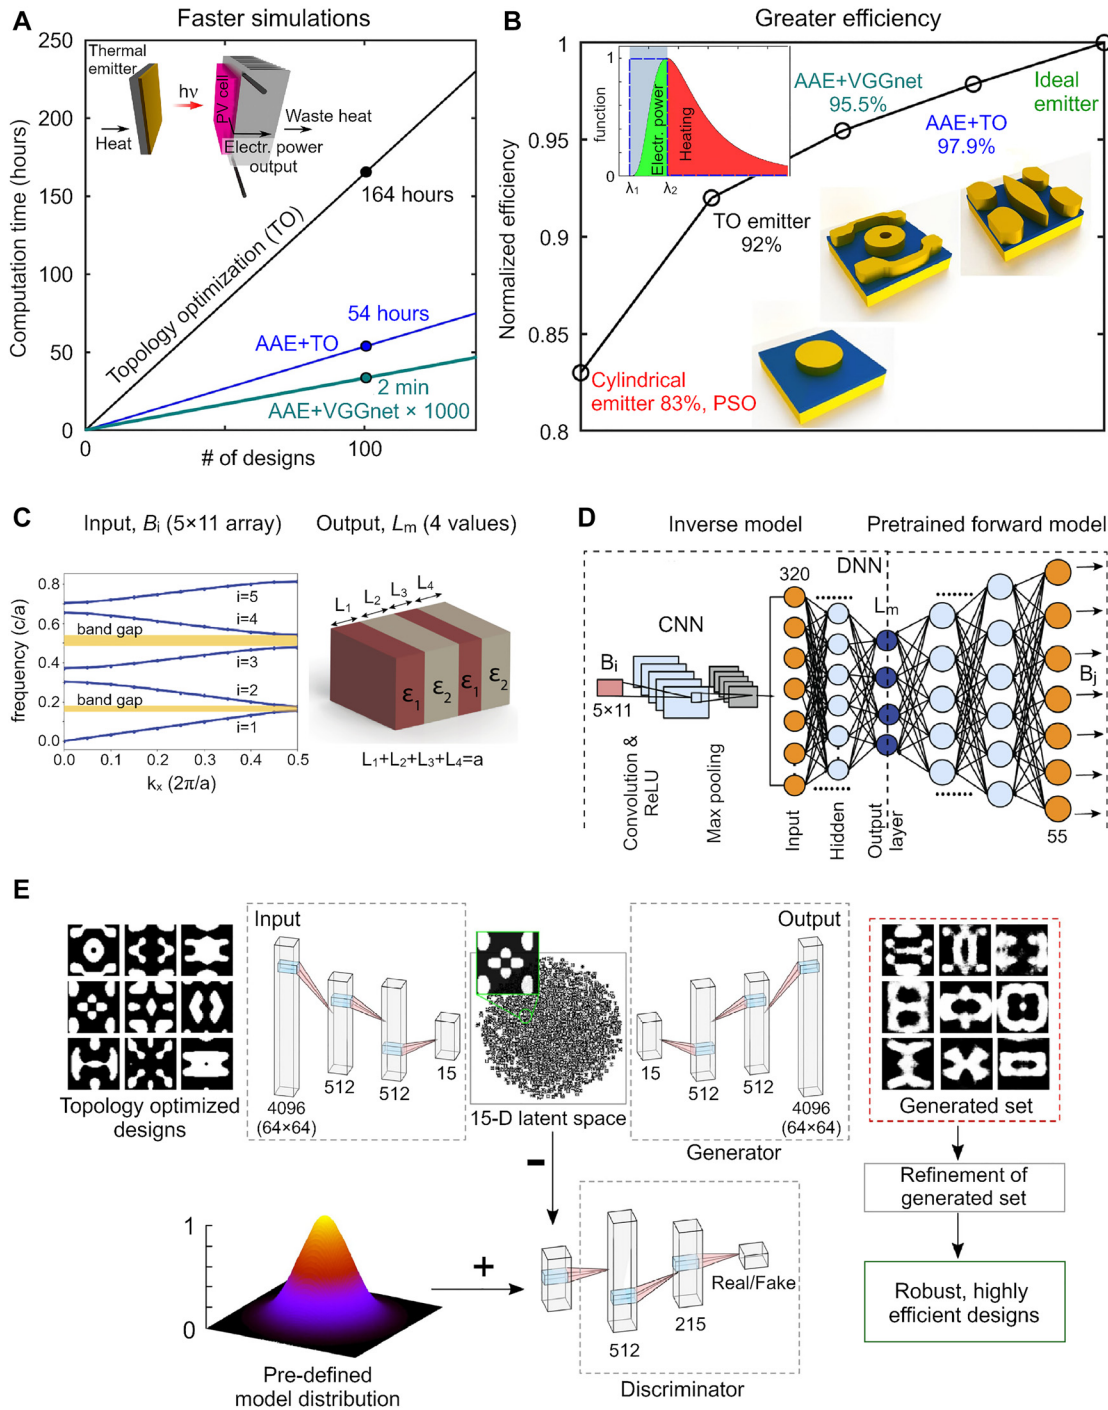 A
Faster simulations
250
200
150
100
50
0
Computation time (hours)
0
100
# of designs
Thermal
emitter
hν
PV cell
Heat
Waste heat
Electr. power
output
164 hours
Topology optimization (TO)
54 hours
AAE+TO
2 min
AAE+VGGnet × 1000
B
Greater efficiency
1
0.95
0.9
0.85
0.8
Normalized efficiency
1
0
function
Electr. power
Heating
λ1
λ2
AAE+VGGnet
95.5%
Ideal
emitter
AAE+TO
97.9%
TO emitter
92%
Cylindrical
emitter 83%, PSO
C
Input, Bi (5×11 array)
Output, Lm (4 values)
0.8
0.6
0.4
0.2
0.0
frequency (c/a)
i=5
i=4
band gap
i=3
i=2
band gap
i=1
0.0 0.1 0.2 0.3 0.4 0.5
kx (2π/a)
L1 L2 L3 L4
ε1 ε2 ε1 ε2
L1+L2+L3+L4=a
D
Inverse model
Pretrained forward model
320
DNN
Lm
CNN
Bi
5×11
Bj
Convolution &
ReLU
Max pooling
Input
Hidden
Output
layer
55
E
Input
Output
512
512
15
4096
(64×64)
15-D latent space
15
512
512
4096
(64×64)
Topology optimized
designs
Generated set
Generator
Refinement of
generated set
Robust, highly
efficient designs
1
0
Pre-defined
model distribution
+
-
512
215
Real/Fake
Discriminator